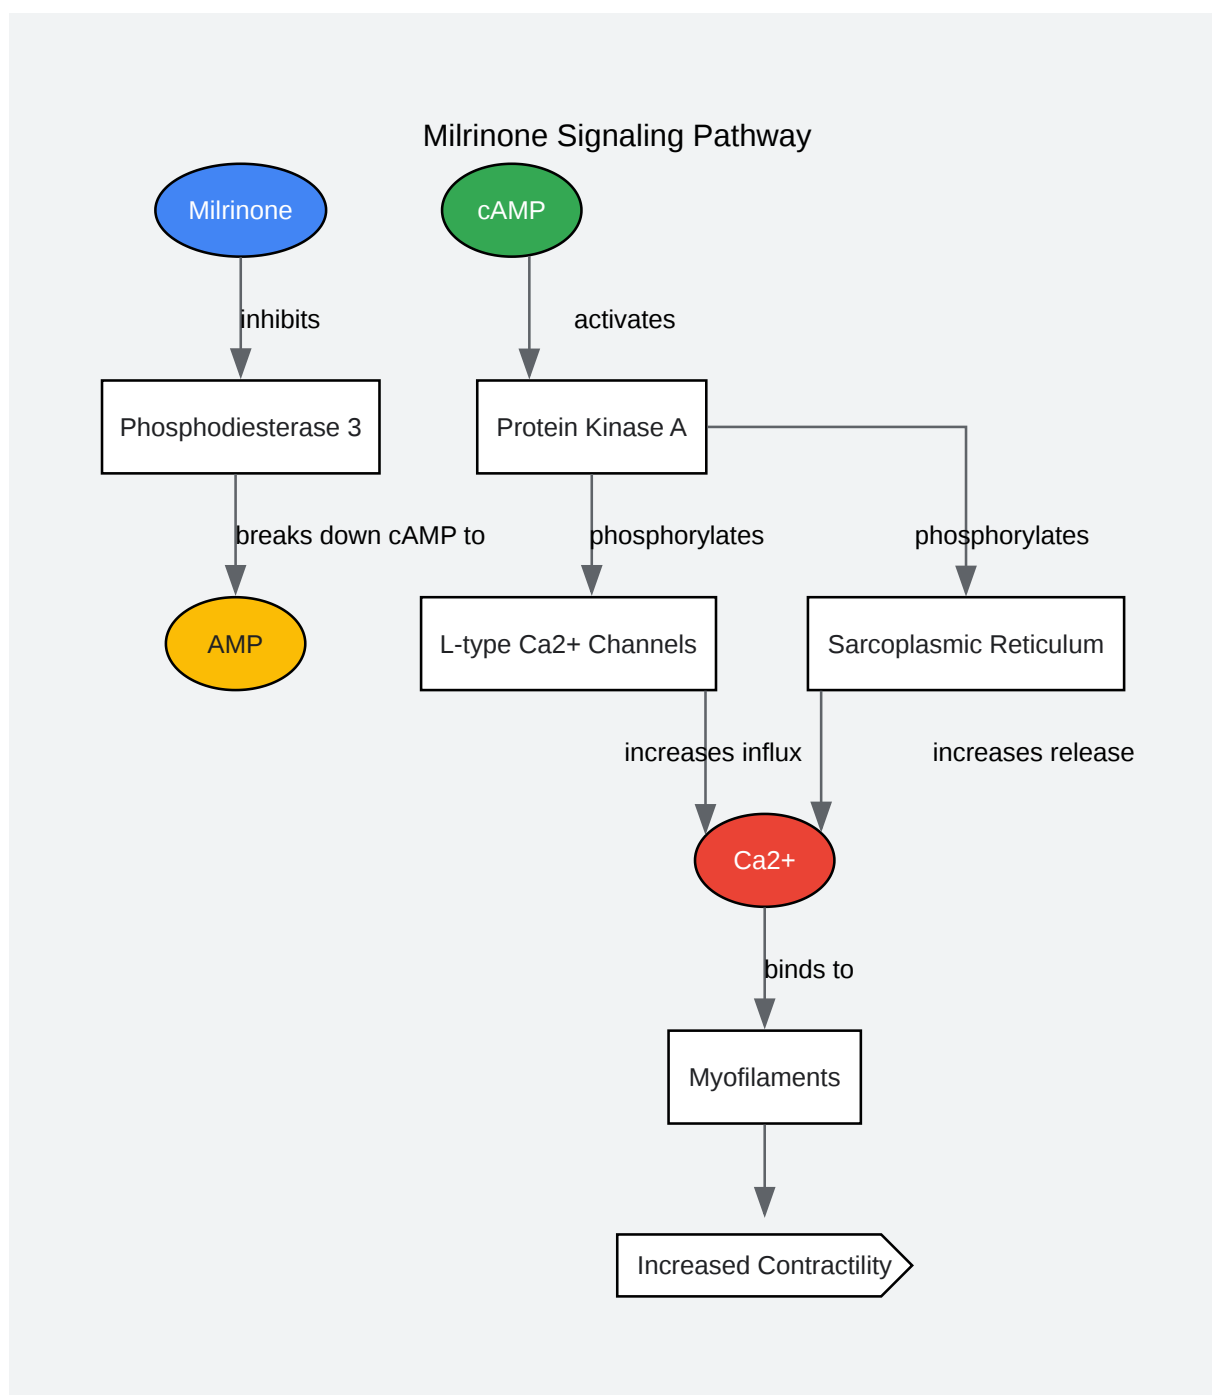 Milrinone Signaling Pathway
Milrinone
cAMP
inhibits
activates
Phosphodiesterase 3
Protein Kinase A
breaks down cAMP to
phosphorylates
phosphorylates
AMP
L-type Ca2+ Channels
Sarcoplasmic Reticulum
increases influx
increases release
Ca2+
binds to
Myofilaments
Increased Contractility